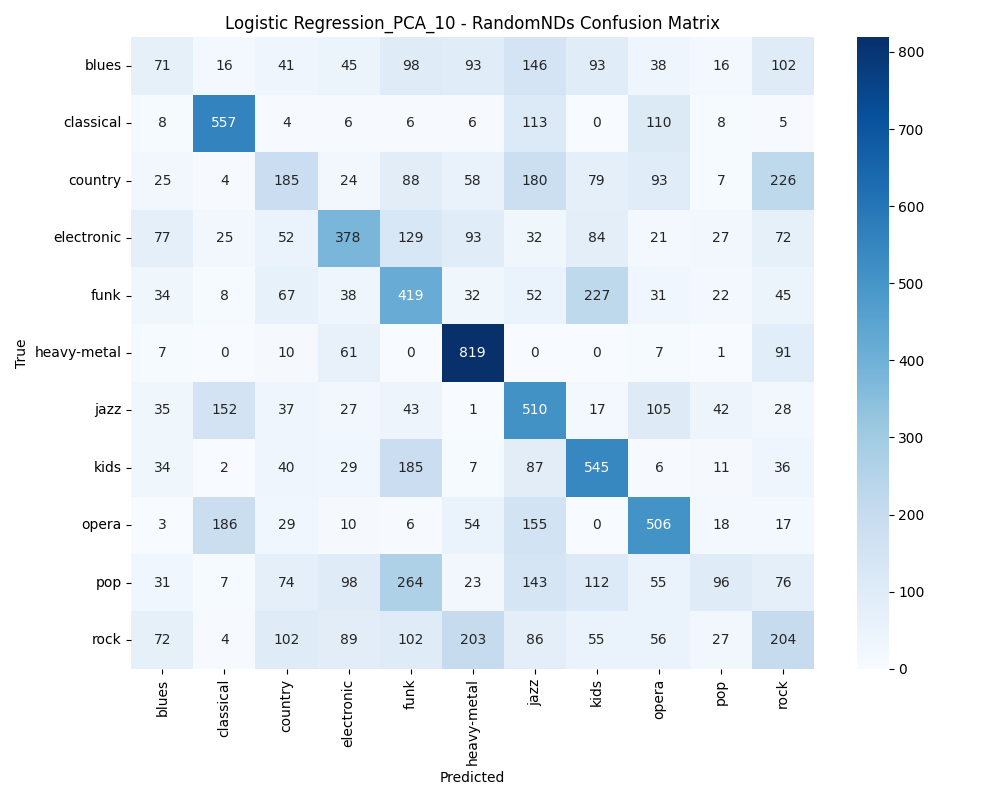 Logistic Regression_PCA_10 - RandomNDs Confusion Matrix
True
blues 71 16 41 45 98 93 146 93 38 16 102
classical 8 557 4 6 6 6 113 0 110 8 5
country 25 4 185 24 88 58 180 79 93 7 226
electronic 77 25 52 378 129 93 32 84 21 27 72
funk 34 8 67 38 419 32 52 227 31 22 45
heavy-metal 7 0 10 61 0 819 0 0 7 1 91
jazz 35 152 37 27 43 1 510 17 105 42 28
kids 34 2 40 29 185 7 87 545 6 11 36
opera 3 186 29 10 6 54 155 0 506 18 17
pop 31 7 74 98 264 23 143 112 55 96 76
rock 72 4 102 89 102 203 86 55 56 27 204
blues classical country electronic funk heavy-metal jazz kids opera pop rock
Predicted
800
700
600
500
400
300
200
100
0